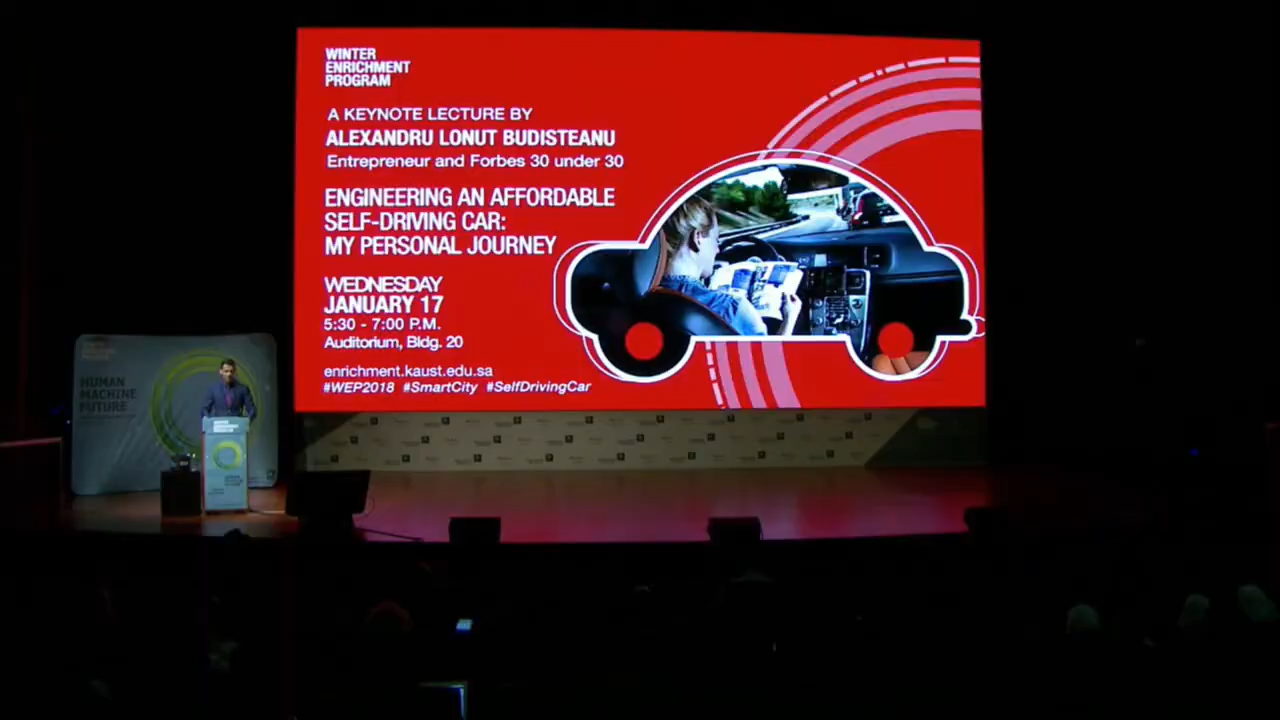 WINTER
ENRICHMENT
PROGRAM
A KEYNOTE LECTURE BY
ALEXANDRU LONUT BUDISTEANU
Entrepreneur and Forbes 30 under 30
ENGINEERING AN AFFORDABLE
SELF-DRIVING CAR:
MY PERSONAL JOURNEY
WEDNESDAY
JANUARY 17
5:30 - 7:00 P.M.
Auditorium, Bldg. 20
enrichment.kaust.edu.sa
#WEP2018 #SmartCity #SelfDrivingCar
HUMAN
MACHINE
FUTURE